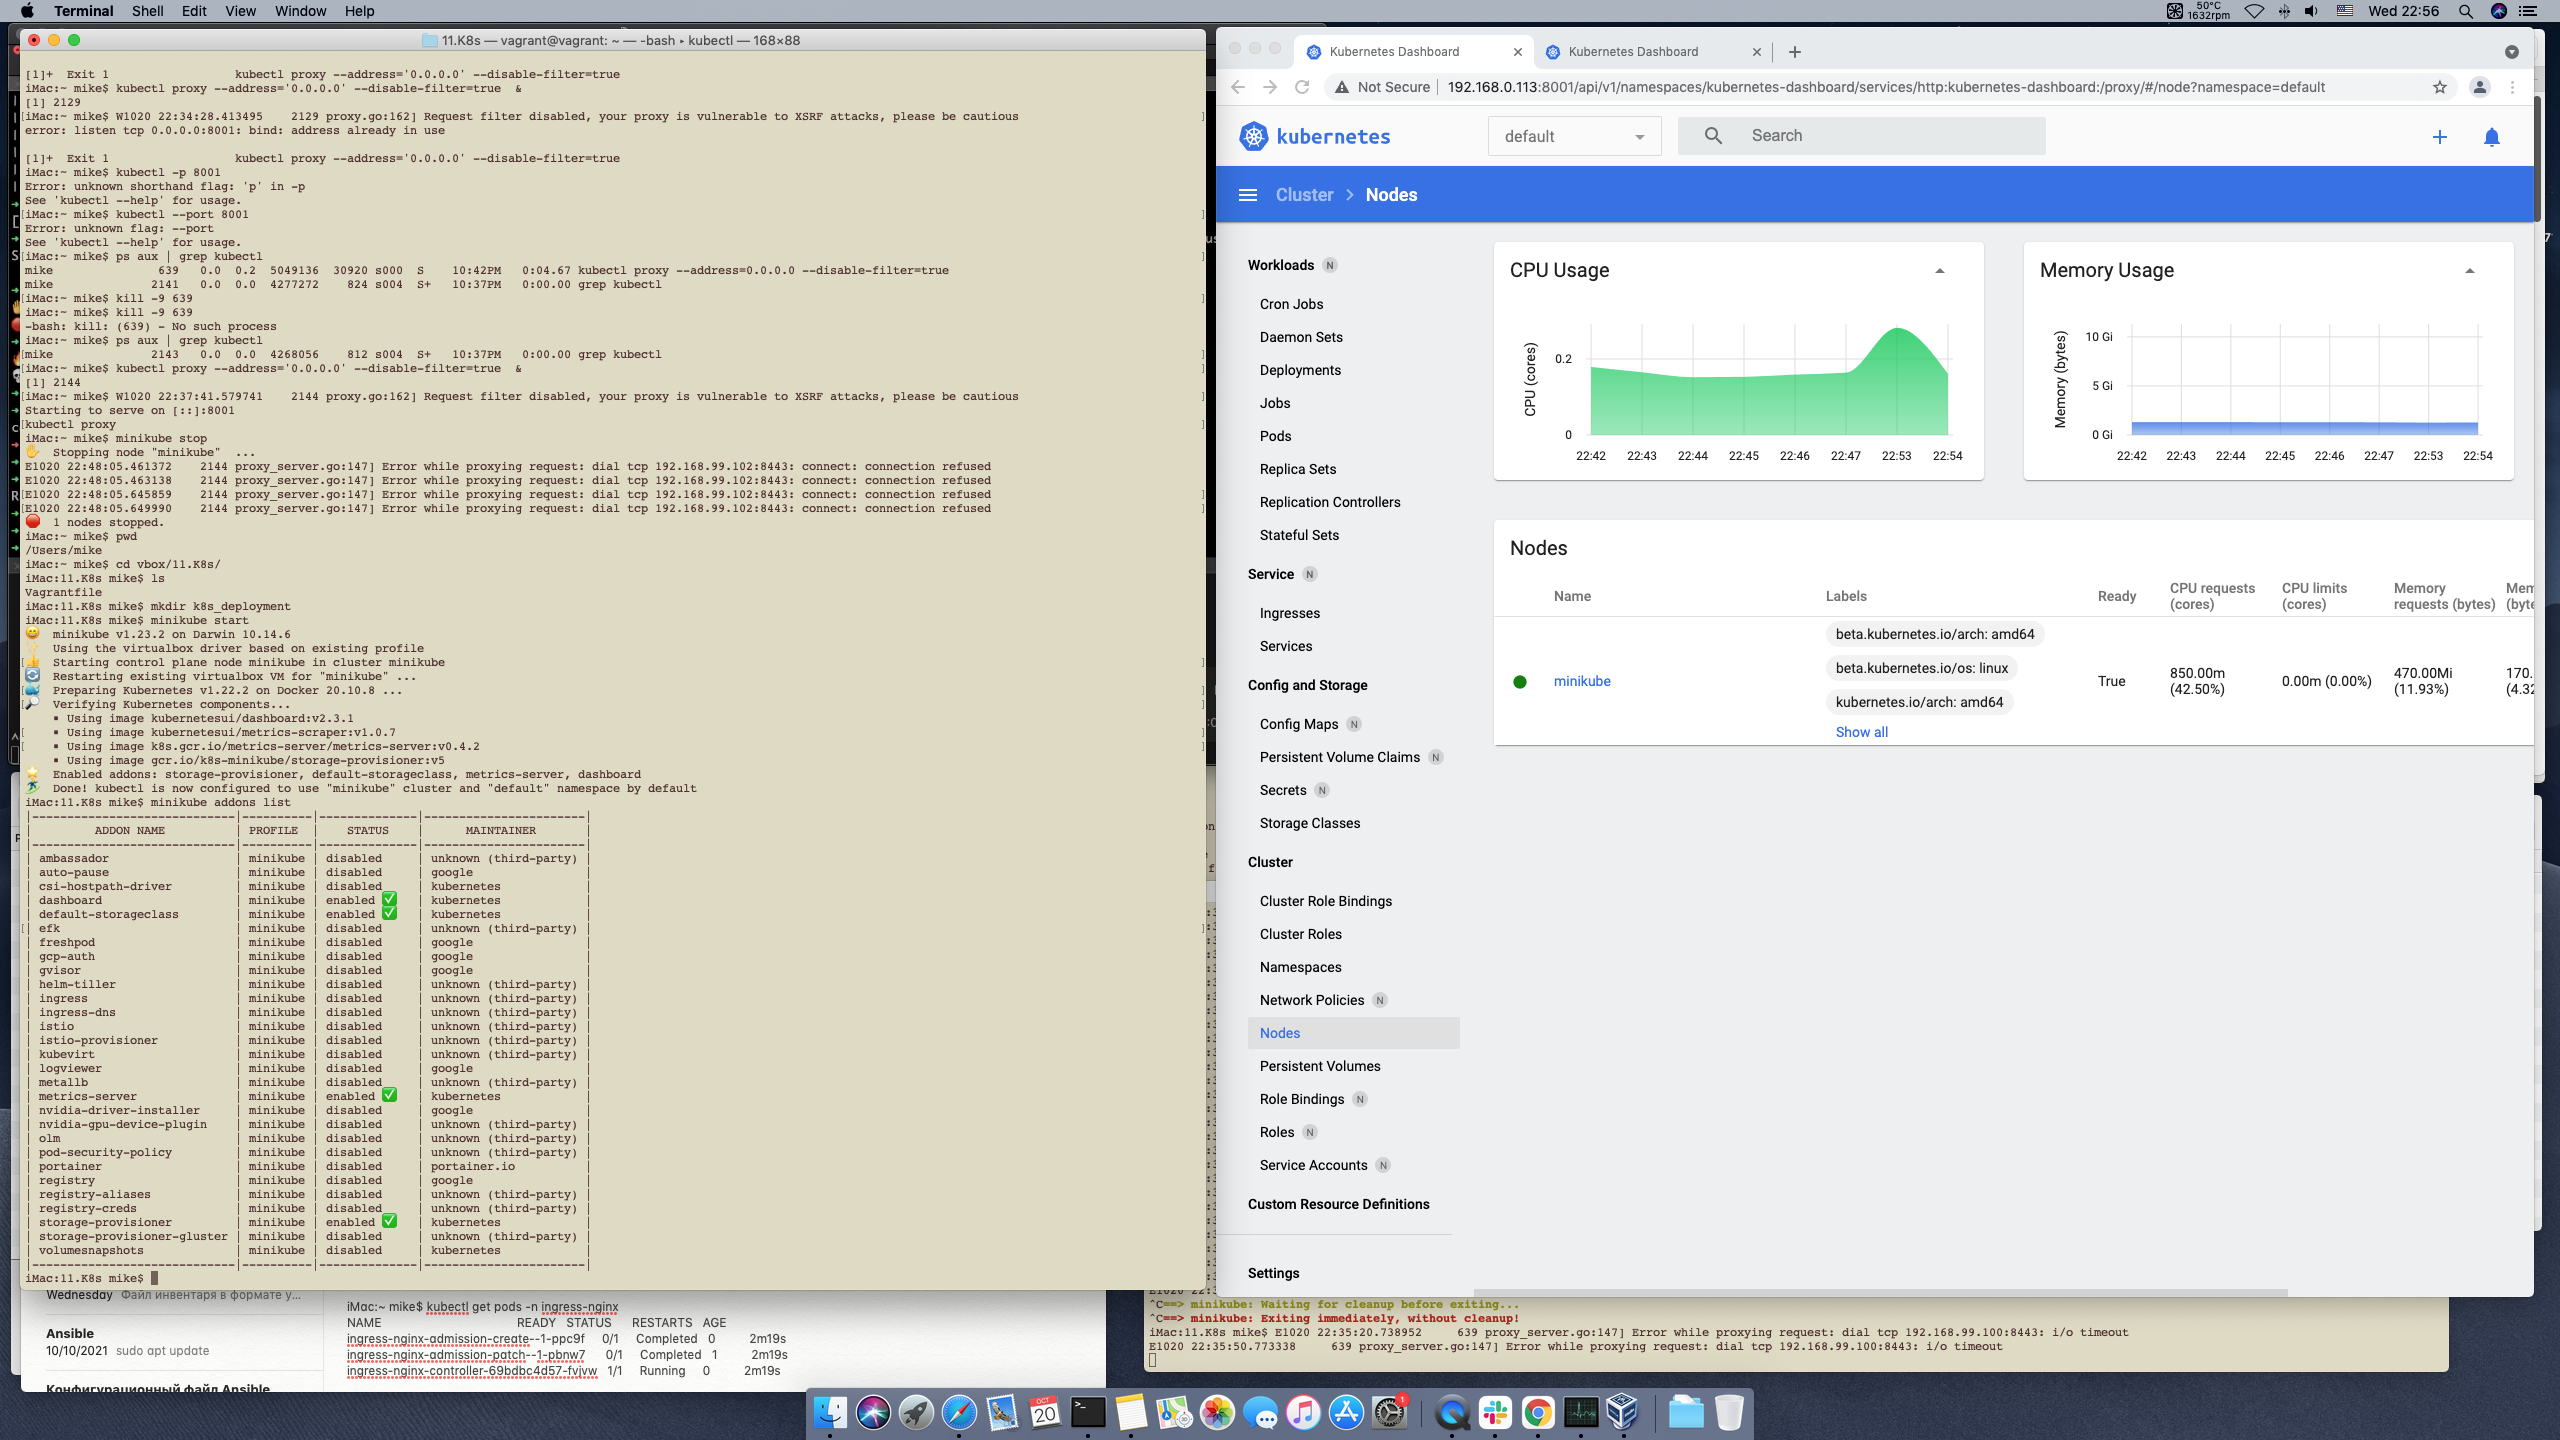 Terminal Shell Edit View Window Help
50°C
1632rpm
Wed 22:56
11.K8s — vagrant@vagrant: ~ — -bash ▸ kubectl — 168×88
[1]+  Exit 1                  kubectl proxy --address='0.0.0.0' --disable-filter=true
iMac:~ mike$ kubectl proxy --address='0.0.0.0' --disable-filter=true  &
[1] 2129
iMac:~ mike$ W1020 22:34:28.413495    2129 proxy.go:162] Request filter disabled, your proxy is vulnerable to XSRF attacks, please be cautious
error: listen tcp 0.0.0.0:8001: bind: address already in use
[1]+  Exit 1                  kubectl proxy --address='0.0.0.0' --disable-filter=true
iMac:~ mike$ kubectl -p 8001
Error: unknown shorthand flag: 'p' in -p
See 'kubectl --help' for usage.
iMac:~ mike$ kubectl --port 8001
Error: unknown flag: --port
See 'kubectl --help' for usage.
iMac:~ mike$ ps aux | grep kubectl
mike               639   0.0  0.2  5049136  30920 s000  S    10:42PM   0:04.67 kubectl proxy --address=0.0.0.0 --disable-filter=true
mike              2141   0.0  0.0  4277272    824 s004  S+   10:37PM   0:00.00 grep kubectl
iMac:~ mike$ kill -9 639
iMac:~ mike$ kill -9 639
-bash: kill: (639) - No such process
iMac:~ mike$ ps aux | grep kubectl
mike              2143   0.0  0.0  4268056    812 s004  S+   10:37PM   0:00.00 grep kubectl
iMac:~ mike$ kubectl proxy --address='0.0.0.0' --disable-filter=true  &
[1] 2144
iMac:~ mike$ W1020 22:37:41.579741    2144 proxy.go:162] Request filter disabled, your proxy is vulnerable to XSRF attacks, please be cautious
Starting to serve on [::]:8001
kubectl proxy
iMac:~ mike$ minikube stop
✋  Stopping node "minikube"  ...
E1020 22:48:05.461372    2144 proxy_server.go:147] Error while proxying request: dial tcp 192.168.99.102:8443: connect: connection refused
E1020 22:48:05.463138    2144 proxy_server.go:147] Error while proxying request: dial tcp 192.168.99.102:8443: connect: connection refused
E1020 22:48:05.645859    2144 proxy_server.go:147] Error while proxying request: dial tcp 192.168.99.102:8443: connect: connection refused
E1020 22:48:05.649990    2144 proxy_server.go:147] Error while proxying request: dial tcp 192.168.99.102:8443: connect: connection refused
🛑  1 nodes stopped.
iMac:~ mike$ pwd
/Users/mike
iMac:~ mike$ cd vbox/11.K8s/
iMac:11.K8s mike$ ls
Vagrantfile
iMac:11.K8s mike$ mkdir k8s_deployment
iMac:11.K8s mike$ minikube start
😄  minikube v1.23.2 on Darwin 10.14.6
✨  Using the virtualbox driver based on existing profile
👍  Starting control plane node minikube in cluster minikube
🔄  Restarting existing virtualbox VM for "minikube" ...
🐳  Preparing Kubernetes v1.22.2 on Docker 20.10.8 ...
🔎  Verifying Kubernetes components...
▪ Using image kubernetesui/dashboard:v2.3.1
▪ Using image kubernetesui/metrics-scraper:v1.0.7
▪ Using image k8s.gcr.io/metrics-server/metrics-server:v0.4.2
▪ Using image gcr.io/k8s-minikube/storage-provisioner:v5
🌟  Enabled addons: storage-provisioner, default-storageclass, metrics-server, dashboard
🏄  Done! kubectl is now configured to use "minikube" cluster and "default" namespace by default
iMac:11.K8s mike$ minikube addons list
|-----------------------------|----------|--------------|-----------------------|
| ADDON NAME | PROFILE | STATUS | MAINTAINER |
|-----------------------------|----------|--------------|-----------------------|
| ambassador | minikube | disabled | unknown (third-party) |
| auto-pause | minikube | disabled | google |
| csi-hostpath-driver | minikube | disabled | kubernetes |
| dashboard | minikube | enabled ✅ | kubernetes |
| default-storageclass | minikube | enabled ✅ | kubernetes |
| efk | minikube | disabled | unknown (third-party) |
| freshpod | minikube | disabled | google |
| gcp-auth | minikube | disabled | google |
| gvisor | minikube | disabled | google |
| helm-tiller | minikube | disabled | unknown (third-party) |
| ingress | minikube | disabled | unknown (third-party) |
| ingress-dns | minikube | disabled | unknown (third-party) |
| istio | minikube | disabled | unknown (third-party) |
| istio-provisioner | minikube | disabled | unknown (third-party) |
| kubevirt | minikube | disabled | unknown (third-party) |
| logviewer | minikube | disabled | google |
| metallb | minikube | disabled | unknown (third-party) |
| metrics-server | minikube | enabled ✅ | kubernetes |
| nvidia-driver-installer | minikube | disabled | google |
| nvidia-gpu-device-plugin | minikube | disabled | unknown (third-party) |
| olm | minikube | disabled | unknown (third-party) |
| pod-security-policy | minikube | disabled | unknown (third-party) |
| portainer | minikube | disabled | portainer.io |
| registry | minikube | disabled | google |
| registry-aliases | minikube | disabled | unknown (third-party) |
| registry-creds | minikube | disabled | unknown (third-party) |
| storage-provisioner | minikube | enabled ✅ | kubernetes |
| storage-provisioner-gluster | minikube | disabled | unknown (third-party) |
| volumesnapshots | minikube | disabled | kubernetes |
|-----------------------------|----------|--------------|-----------------------|
iMac:11.K8s mike$
Kubernetes Dashboard
Kubernetes Dashboard
Not Secure 192.168.0.113:8001/api/v1/namespaces/kubernetes-dashboard/services/http:kubernetes-dashboard:/proxy/#/node?namespace=default
kubernetes
default
Search
Cluster > Nodes
Workloads N
Cron Jobs
Daemon Sets
Deployments
Jobs
Pods
Replica Sets
Replication Controllers
Stateful Sets
Service N
Ingresses
Services
Config and Storage
Config Maps N
Persistent Volume Claims N
Secrets N
Storage Classes
Cluster
Cluster Role Bindings
Cluster Roles
Namespaces
Network Policies N
Nodes
Persistent Volumes
Role Bindings N
Roles N
Service Accounts N
Custom Resource Definitions
Settings
CPU Usage
CPU (cores)
0.2
0
22:42 22:43 22:44 22:45 22:46 22:47 22:53 22:54
Memory Usage
Memory (bytes)
10 Gi
5 Gi
0 Gi
22:42 22:43 22:44 22:45 22:46 22:47 22:53 22:54
Nodes
Name Labels Ready CPU requests (cores) CPU limits (cores) Memory requests (bytes)
beta.kubernetes.io/arch: amd64
beta.kubernetes.io/os: linux
kubernetes.io/arch: amd64
Show all
minikube True 850.00m (42.50%) 0.00m (0.00%) 470.00Mi (11.93%) 170.
(4.32
Wednesday Файл инвентаря в формате y...
Ansible
10/10/2021 sudo apt update
Конфигурационный файл Ansible
iMac:~ mike$ kubectl get pods -n ingress-nginx
NAME READY STATUS RESTARTS AGE
ingress-nginx-admission-create--1-ppc9f 0/1 Completed 0 2m19s
ingress-nginx-admission-patch--1-pbnw7 0/1 Completed 1 2m19s
ingress-nginx-controller-69bdbc4d57-fvjvw 1/1 Running 0 2m19s
^C==> minikube: Waiting for cleanup before exiting...
^C==> minikube: Exiting immediately, without cleanup!
iMac:11.K8s mike$ E1020 22:35:20.738952     639 proxy_server.go:147] Error while proxying request: dial tcp 192.168.99.100:8443: i/o timeout
E1020 22:35:50.773338     639 proxy_server.go:147] Error while proxying request: dial tcp 192.168.99.100:8443: i/o timeout
OCT
20
1